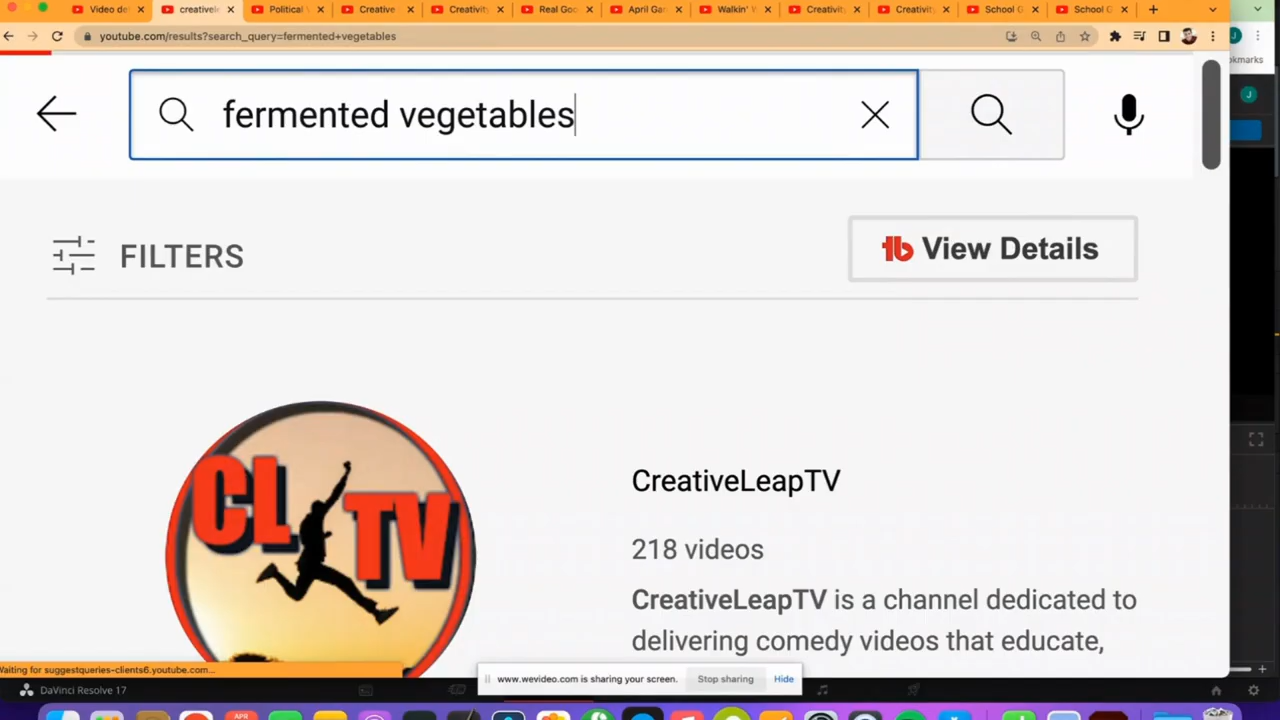 Video de
creativel
Political
Creative
Creativity
Real Goo
April Gar
Walkin'
Creativity
Creativity
School G
School G
youtube.com/results?search_query=fermented+vegetables
okmarks
J
J
fermented vegetables
FILTERS
tb View Details
CL TV
CreativeLeapTV
218 videos
CreativeLeapTV is a channel dedicated to
delivering comedy videos that educate,
Waiting for suggestqueries-clients6.youtube.com...
www.wevideo.com is sharing your screen.
Stop sharing
Hide
DaVinci Resolve 17
APR